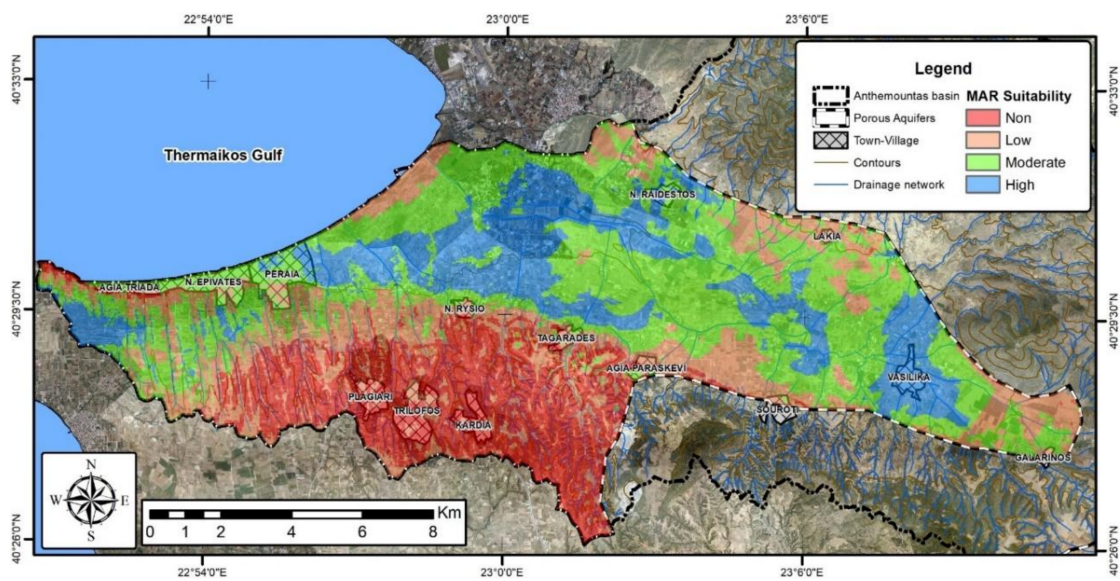 22°54'0"E
23°0'0"E
23°6'0"E
40°33'0"N
40°33'0"N
Legend
Anthemountas basin
Porous Aquifers
Town-Village
Contours
Drainage network
MAR Suitability
Non
Low
Moderate
High
Thermaikos Gulf
N. RAIDESTOS
LAKIA
PERAIA
N. EPIVATES
AGIA TRIADA
40°29'30"N
40°29'30"N
N. RYSIO
TAGARADES
AGIA PARASKEVI
VASILIKA
PLAGIARI
TRILOFOS
KARDIA
SOUROTI
GALARINOS
N
W E
S
Km
0 1 2 4 6 8
40°26'0"N
40°26'0"N
22°54'0"E
23°0'0"E
23°6'0"E